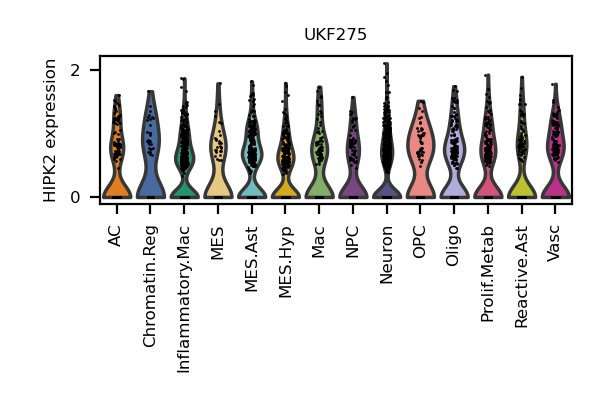 UKF275
HIPK2 expression
2
0
AC
Chromatin.Reg
Inflammatory.Mac
MES
MES.Ast
MES.Hyp
Mac
NPC
Neuron
OPC
Oligo
Prolif.Metab
Reactive.Ast
Vasc